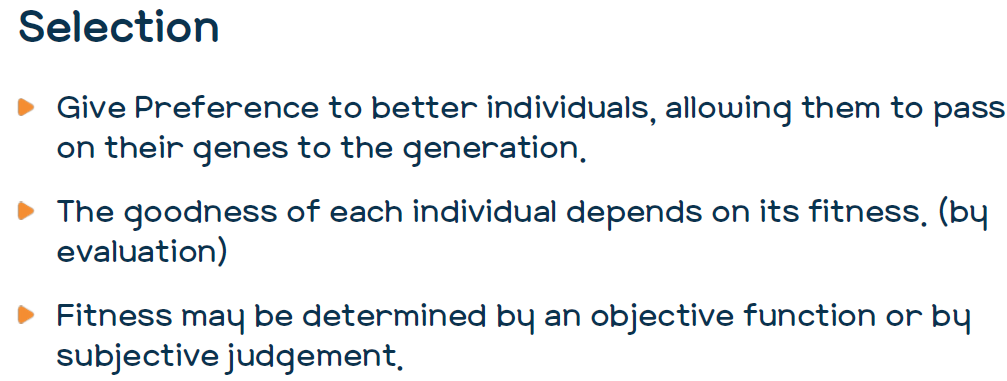 Selection
Give Preference to better individuals, allowing them to pass
on their genes to the generation.
The goodness of each individual depends on its fitness. (by
evaluation)
Fitness may be determined by an objective function or by
subjective judgement.